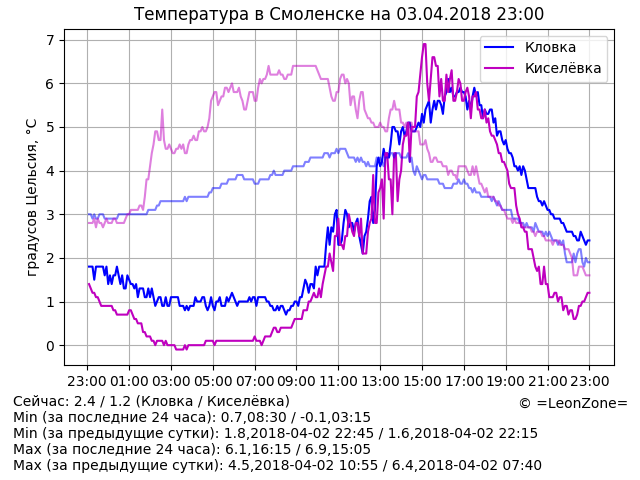 Температура в Смоленске на 03.04.2018 23:00
градусов Цельсия, °C
7
6
5
4
3
2
1
0
Кловка
Киселёвка
23:00 01:00 03:00 05:00 07:00 09:00 11:00 13:00 15:00 17:00 19:00 21:00 23:00
Сейчас: 2.4 / 1.2 (Кловка / Киселёвка)
© =LeonZone=
Min (за последние 24 часа): 0.7,08:30 / -0.1,03:15
Min (за предыдущие сутки): 1.8,2018-04-02 22:45 / 1.6,2018-04-02 22:15
Max (за последние 24 часа): 6.1,16:15 / 6.9,15:05
Max (за предыдущие сутки): 4.5,2018-04-02 10:55 / 6.4,2018-04-02 07:40